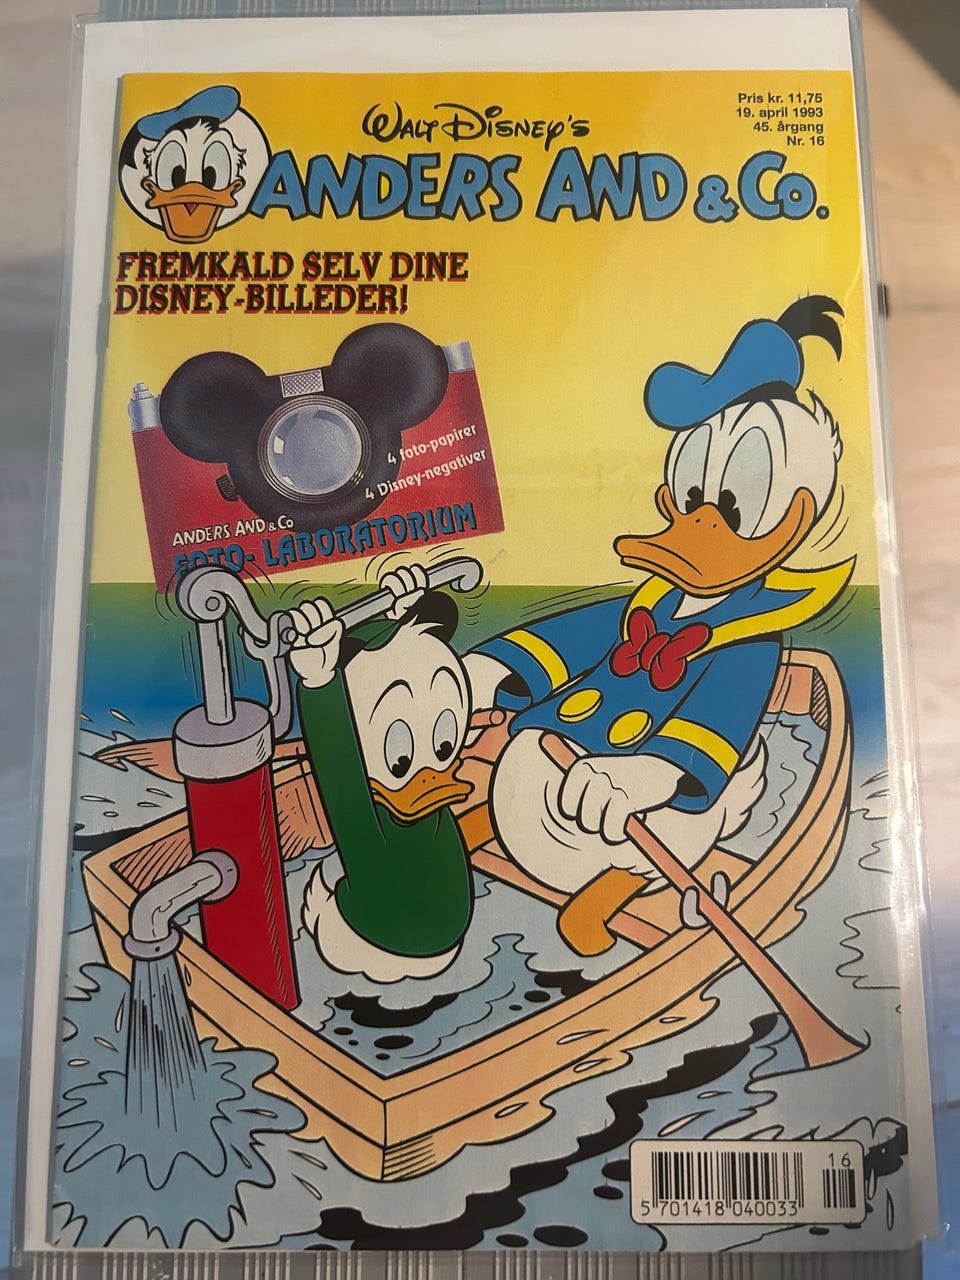 Pris kr. 11,75
19. april 1993
45. årgang
Nr. 16
WALT DISNEY'S
ANDERS AND & Co.
FREMKALD SELV DINE
DISNEY-BILLEDER!
4 foto-papirer
4 Disney-negativer
ANDERS AND & Co
FOTO- LABORATORIUM
16
5 701418 040033